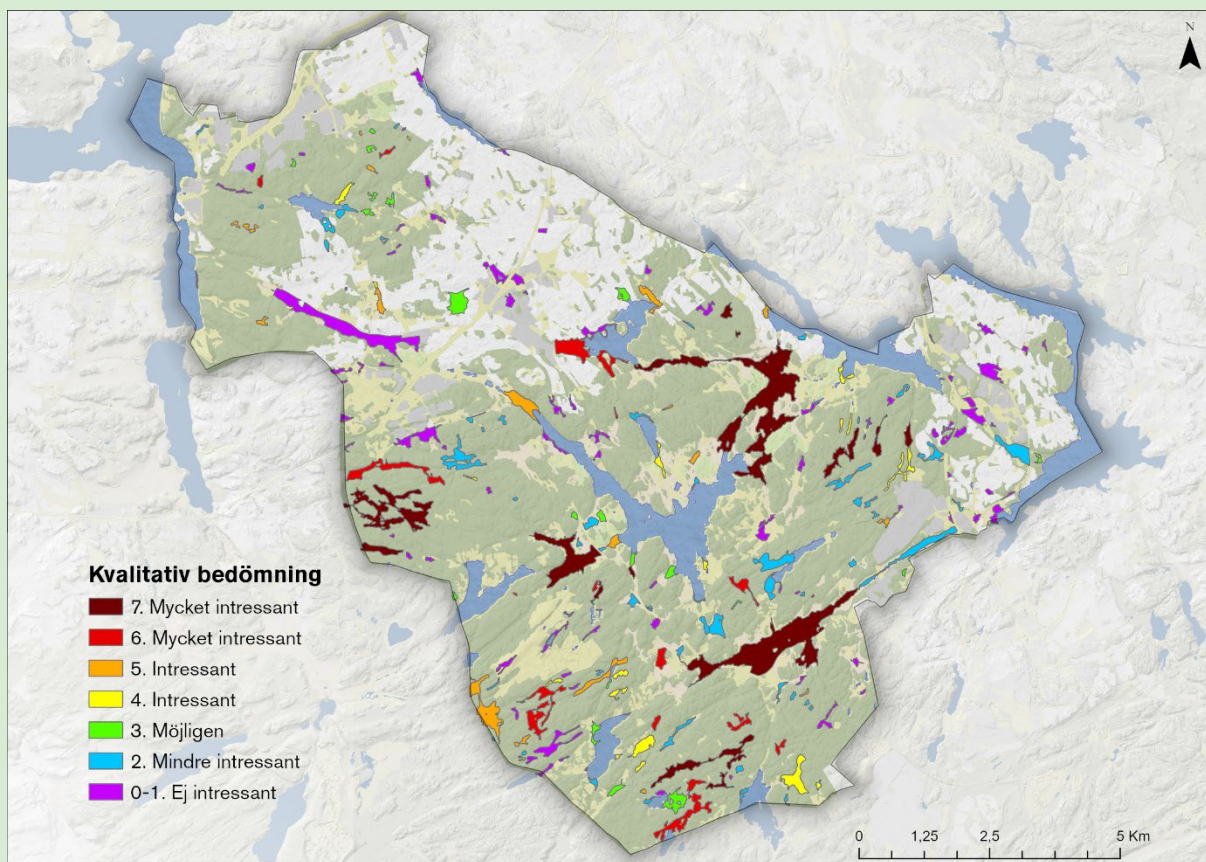 N
Kvalitativ bedömning
7. Mycket intressant
6. Mycket intressant
5. Intressant
4. Intressant
3. Möjligen
2. Mindre intressant
0-1. Ej intressant
0 1,25 2,5 5 Km